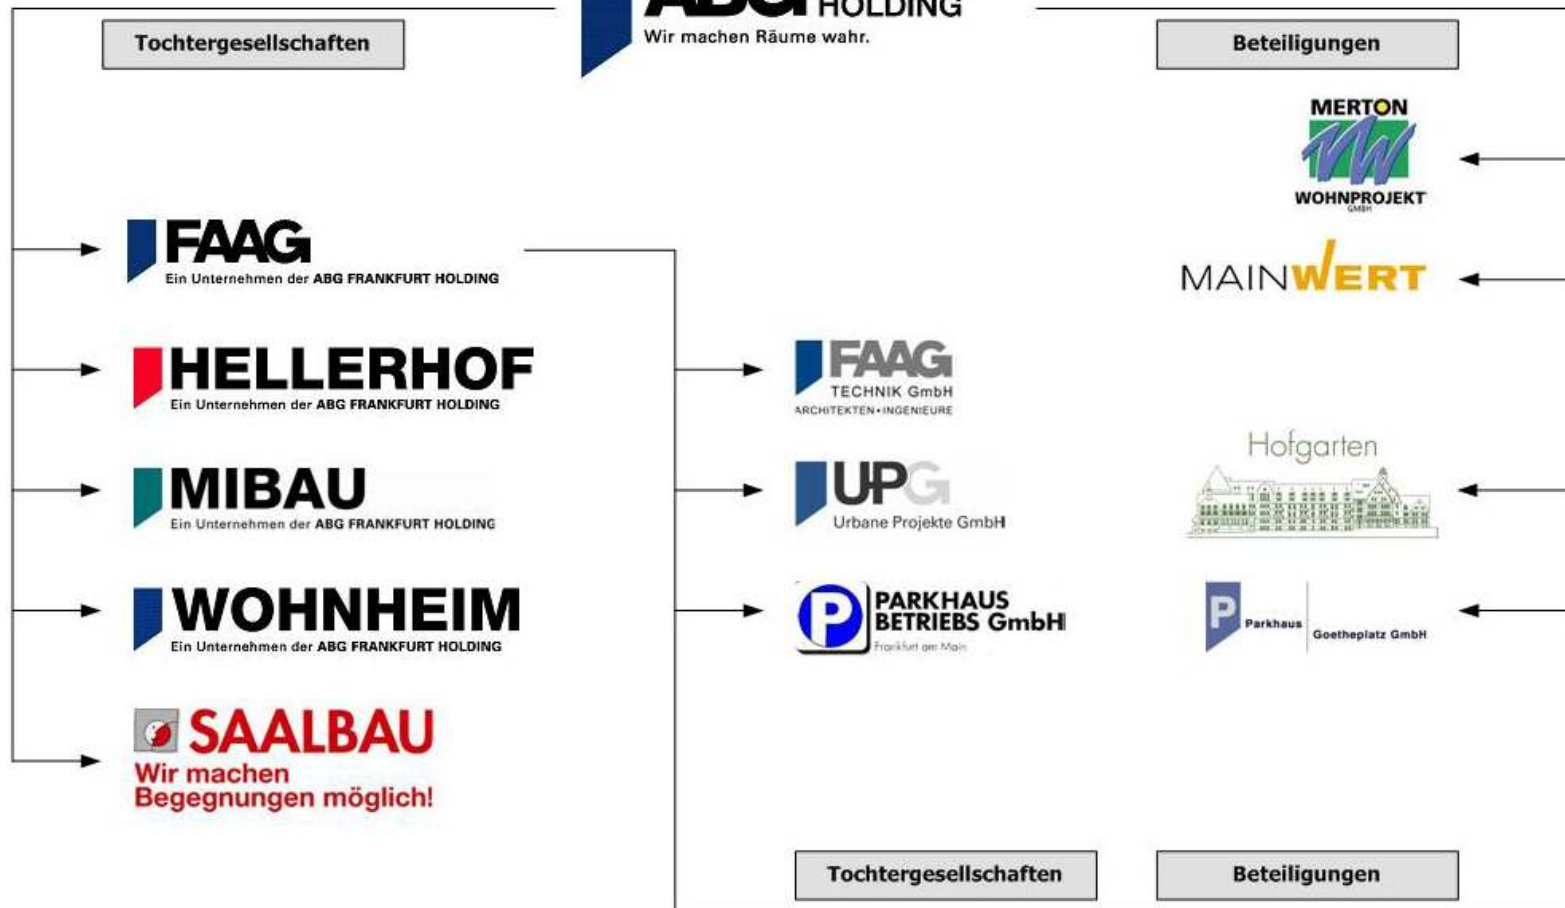 ABG HOLDING
Wir machen Räume wahr.
Tochtergesellschaften
Beteiligungen
MERTON
WOHNPROJEKT
GMBH
FAAG
Ein Unternehmen der ABG FRANKFURT HOLDING
MAINWERT
HELLERHOF
Ein Unternehmen der ABG FRANKFURT HOLDING
FAAG
TECHNIK GmbH
ARCHITEKTEN•INGENIEURE
MIBAU
Ein Unternehmen der ABG FRANKFURT HOLDING
UPG
Urbane Projekte GmbH
Hofgarten
WOHNHEIM
Ein Unternehmen der ABG FRANKFURT HOLDING
P
PARKHAUS
BETRIEBS GmbH
Frankfurt am Main
P
Parkhaus
Goetheplatz GmbH
SAALBAU
Wir machen
Begegnungen möglich!
Tochtergesellschaften
Beteiligungen